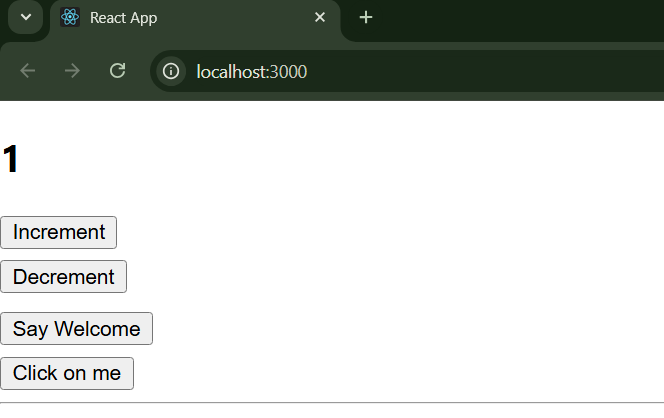 React App
localhost:3000
1
Increment
Decrement
Say Welcome
Click on me